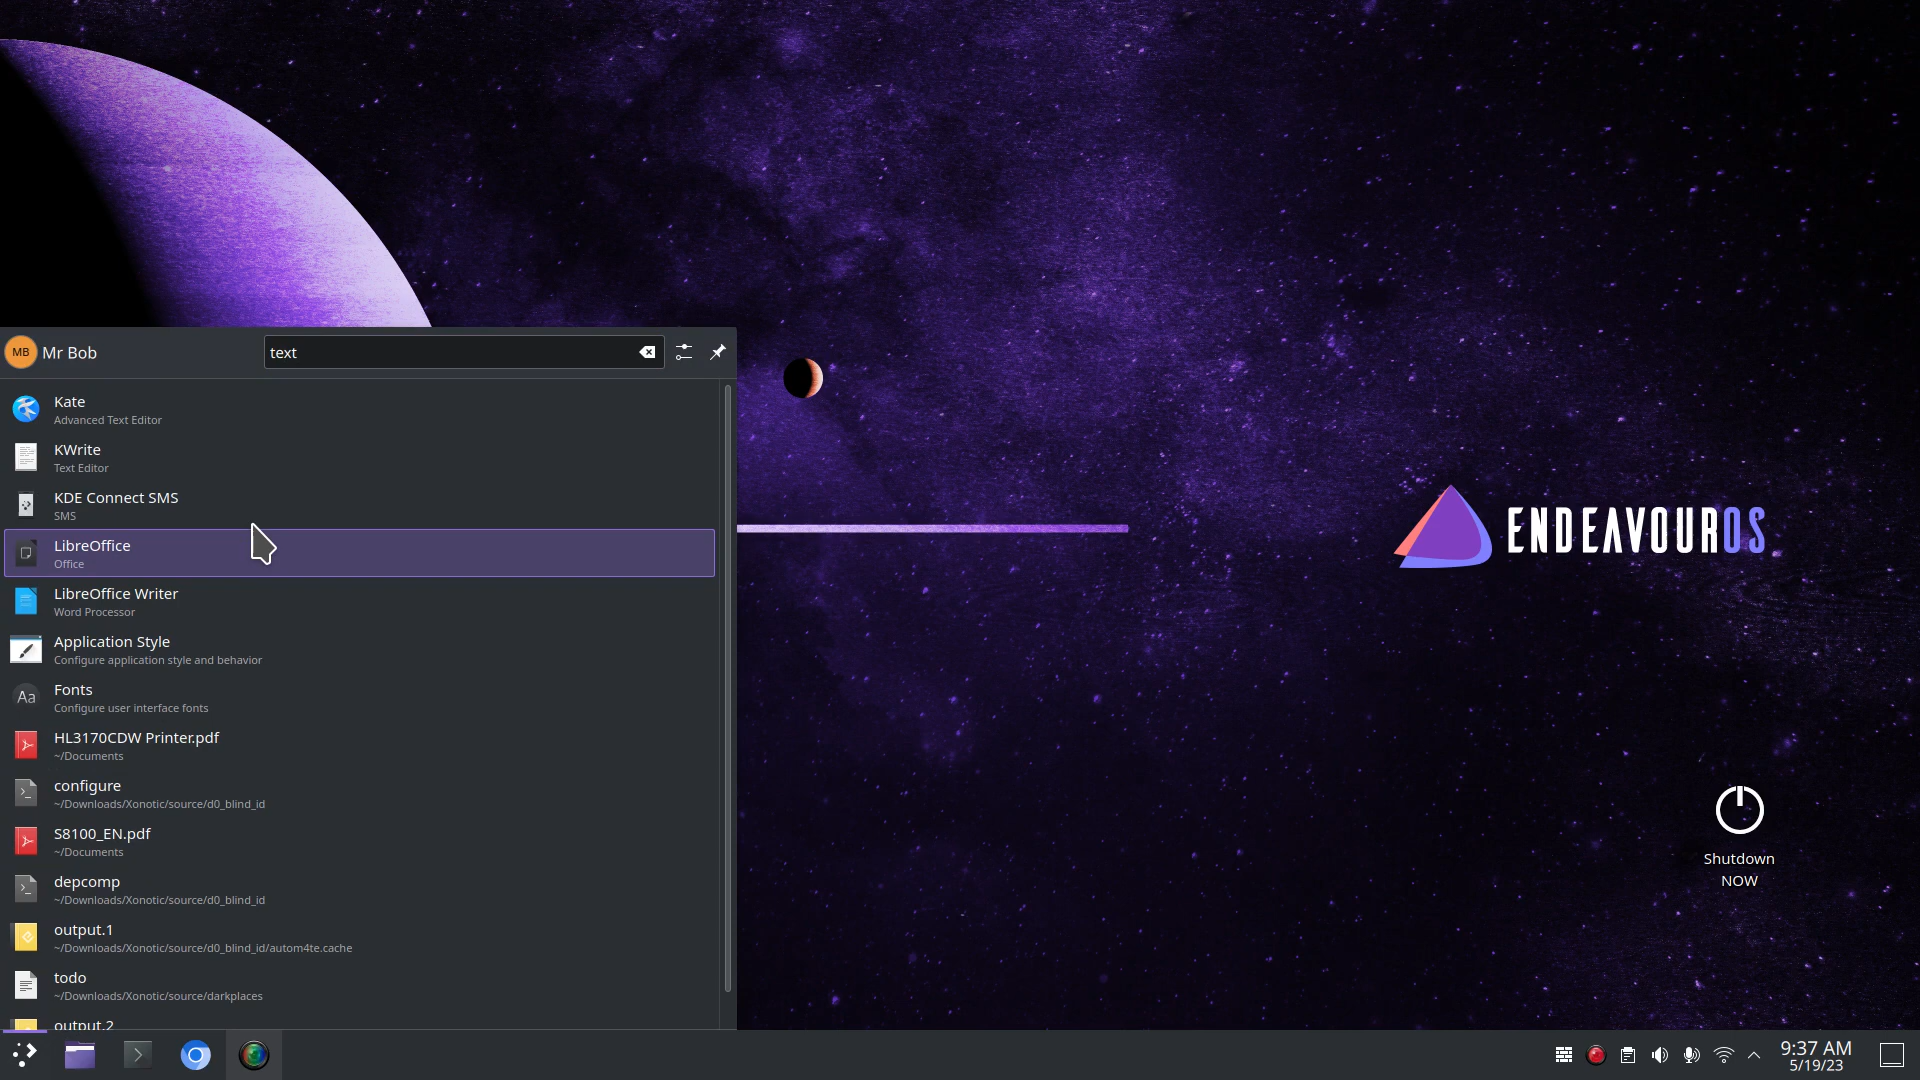 MB
Mr Bob
text
Kate
Advanced Text Editor
KWrite
Text Editor
KDE Connect SMS
SMS
LibreOffice
Office
LibreOffice Writer
Word Processor
Application Style
Configure application style and behavior
Aa
Fonts
Configure user interface fonts
HL3170CDW Printer.pdf
~/Documents
configure
~/Downloads/Xonotic/source/d0_blind_id
S8100_EN.pdf
~/Documents
depcomp
~/Downloads/Xonotic/source/d0_blind_id
output.1
~/Downloads/Xonotic/source/d0_blind_id/autom4te.cache
todo
~/Downloads/Xonotic/source/darkplaces
output.2
ENDEAVOUROS
Shutdown
NOW
9:37 AM
5/19/23